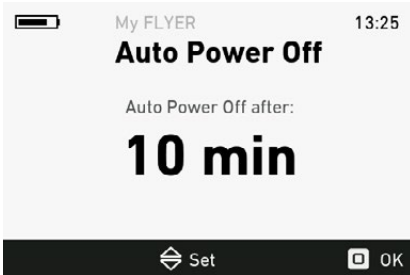 My FLYER
13:25
Auto Power Off
Auto Power Off after:
10 min
Set
OK